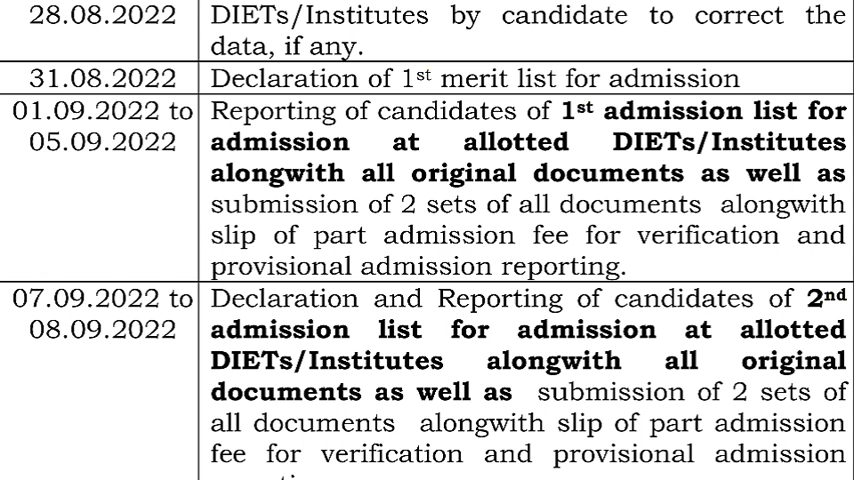 28.08.2022
DIETs/Institutes by candidate to correct the
data, if any.
31.08.2022
Declaration of 1st merit list for admission
01.09.2022 to
05.09.2022
Reporting of candidates of 1st admission list for
admission at allotted DIETs/Institutes
alongwith all original documents as well as
submission of 2 sets of all documents alongwith
slip of part admission fee for verification and
provisional admission reporting.
07.09.2022 to
08.09.2022
Declaration and Reporting of candidates of 2nd
admission list for admission at allotted
DIETs/Institutes alongwith all original
documents as well as submission of 2 sets of
all documents alongwith slip of part admission
fee for verification and provisional admission